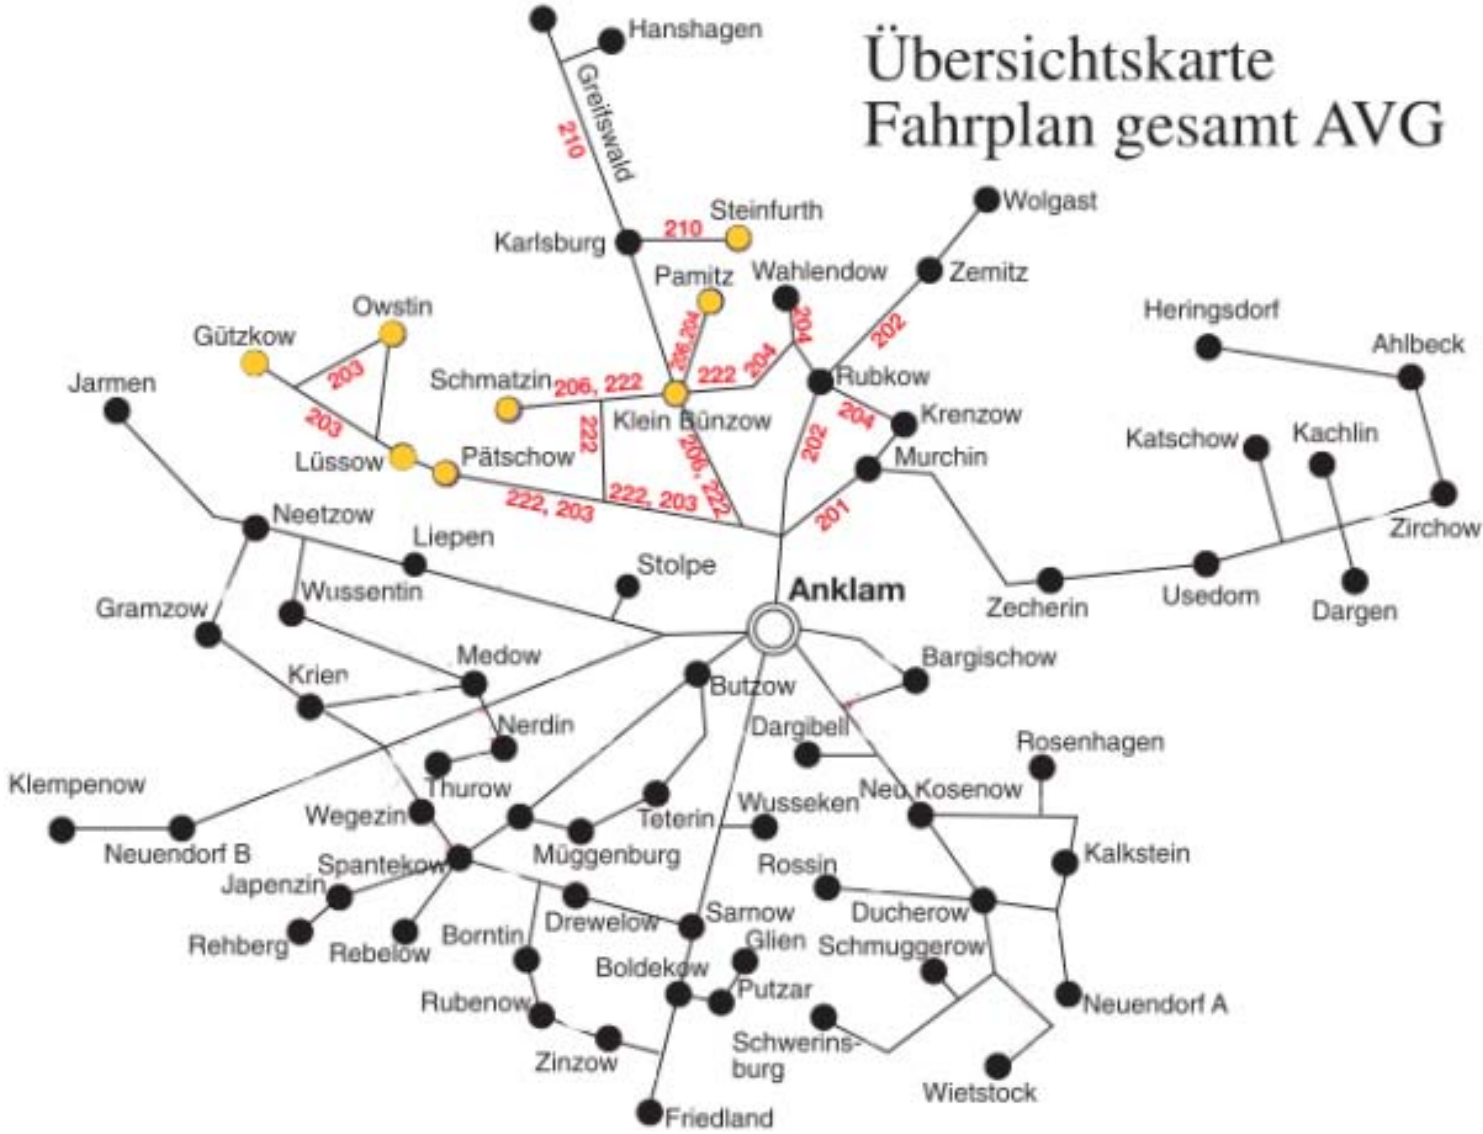 Übersichtskarte
Fahrplan gesamt AVG
Hanshagen
Greifswald
210
Steinfurth
210
Karlsburg
Wolgast
Zemitz
Pamitz
Wahlendow
206,204
204
202
Heringsdorf
Ahlbeck
Owstin
Gützkow
203
203
Jarmen
Schmatzin
206, 222
222
204
Rubkow
Klein Bünzow
204
Krenzow
Katschow
Kachlin
222
206, 222
202
Murchin
Lüssow
Pätschow
222, 203
222, 203
201
Zirchow
Neetzow
Liepen
Stolpe
Anklam
Zecherin
Usedom
Dargen
Wussentin
Gramzow
Krien
Medow
Bargischow
Butzow
Nerdin
Dargibell
Rosenhagen
Klempenow
Thurow
Neu Kosenow
Wegezin
Teterin
Wusseken
Neuendorf B
Müggenburg
Spantekow
Rossin
Kalkstein
Japenzin
Drewelow
Sarnow
Ducherow
Rehberg
Rebelow
Borntin
Glien
Schmuggerow
Boldekow
Putzar
Rubenow
Neuendorf A
Schwerins-
burg
Zinzow
Wietstock
Friedland